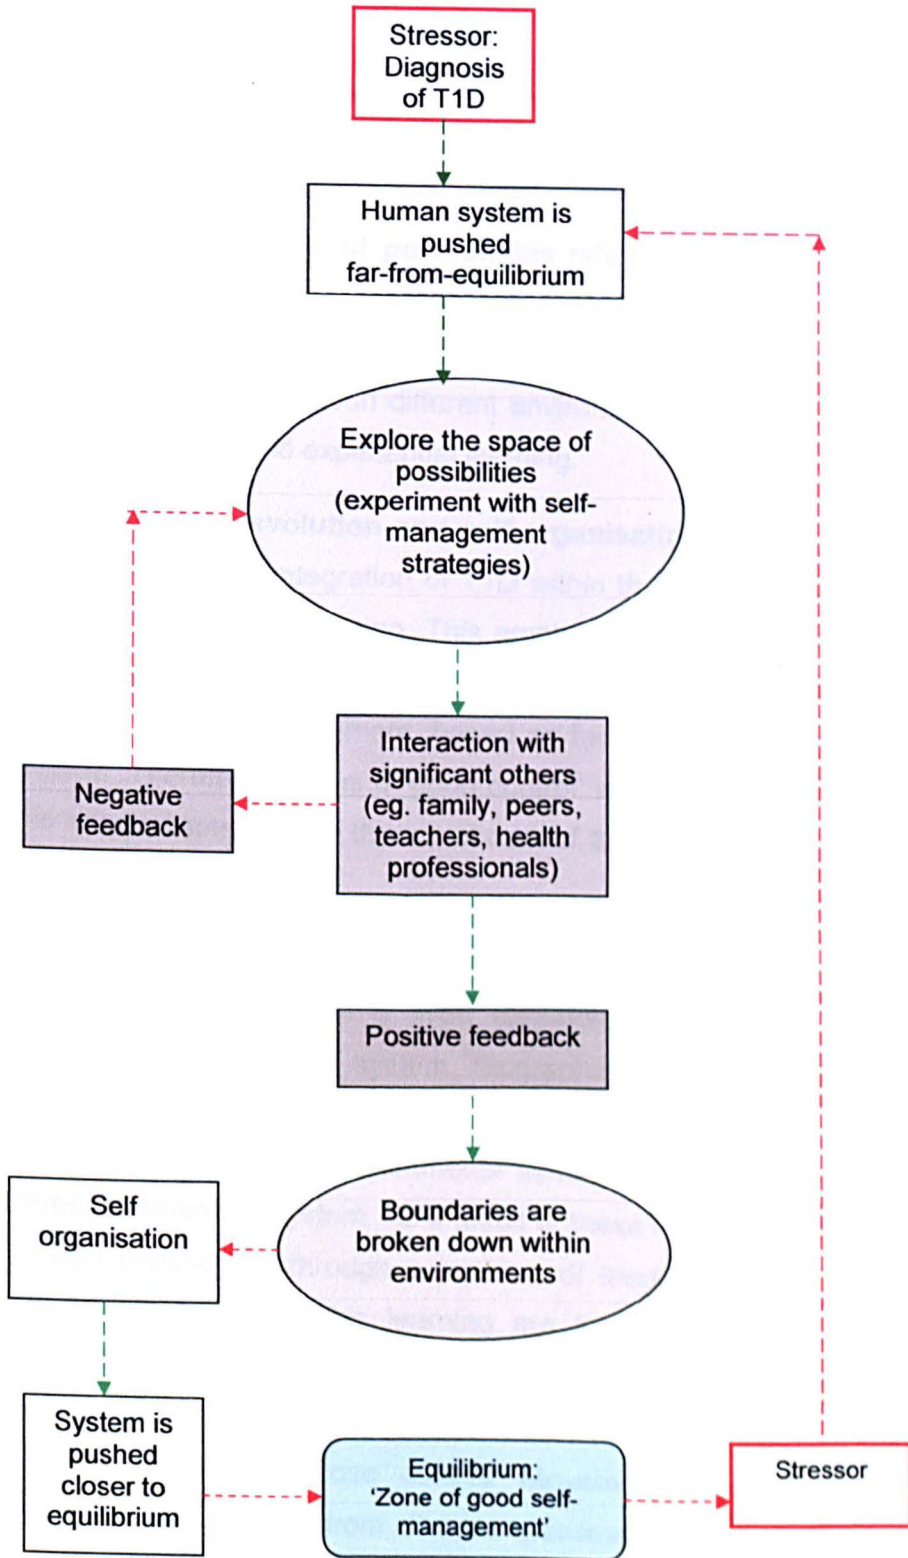 Stressor:
Diagnosis
of T1D
Human system is
pushed
far-from-equilibrium
Explore the space of
possibilities
(experiment with self-
management
strategies)
Interaction with
significant others
(eg. family, peers,
teachers, health
professionals)
Negative
feedback
Positive feedback
Boundaries are
broken down within
environments
Self
organisation
System is
pushed
closer to
equilibrium
Equilibrium:
‘Zone of good self-
management’
Stressor